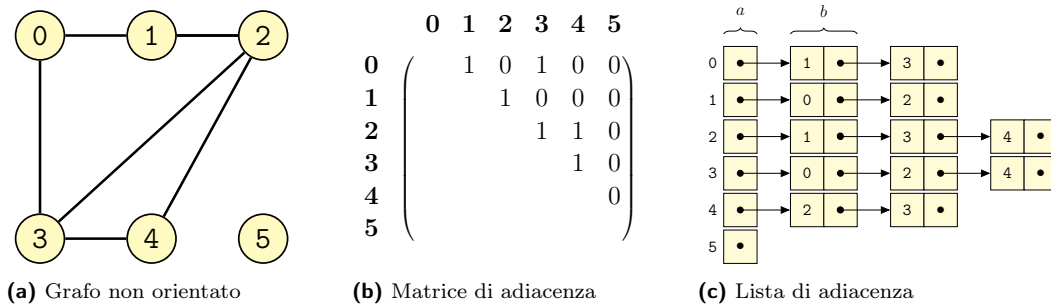 0 1 2
3 4 5
(a) Grafo non orientato
0 1 2 3 4 5
0 1 0 1 0 0
1 1 0 0 0
2 1 1 0
3 1 0
4 0
5
(b) Matrice di adiacenza
a b
0 1 3
1 0 2
2 1 3 4
3 0 2 4
4 2 3
5
(c) Lista di adiacenza